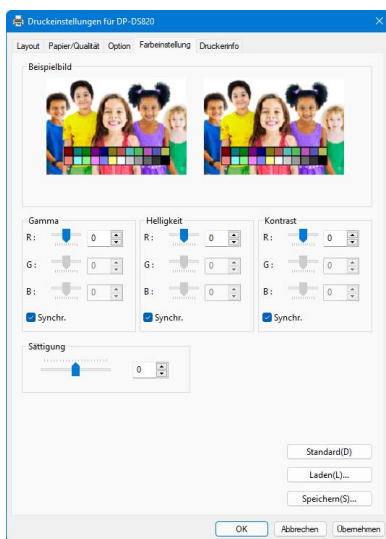 Druckeinstellungen für DP-DS820
Layout Papier/Qualität Option Farbeinstellung Druckerinfo
Beispielbild
Gamma Helligkeit Kontrast
R: 0 R: 0 R: 0
G: 0 G: 0 G: 0
B: 0 B: 0 B: 0
Synchr. Synchr. Synchr.
Sättigung
0
Standard(D)
Laden(L)...
Speichern(S)...
OK Abbrechen Übernehmen